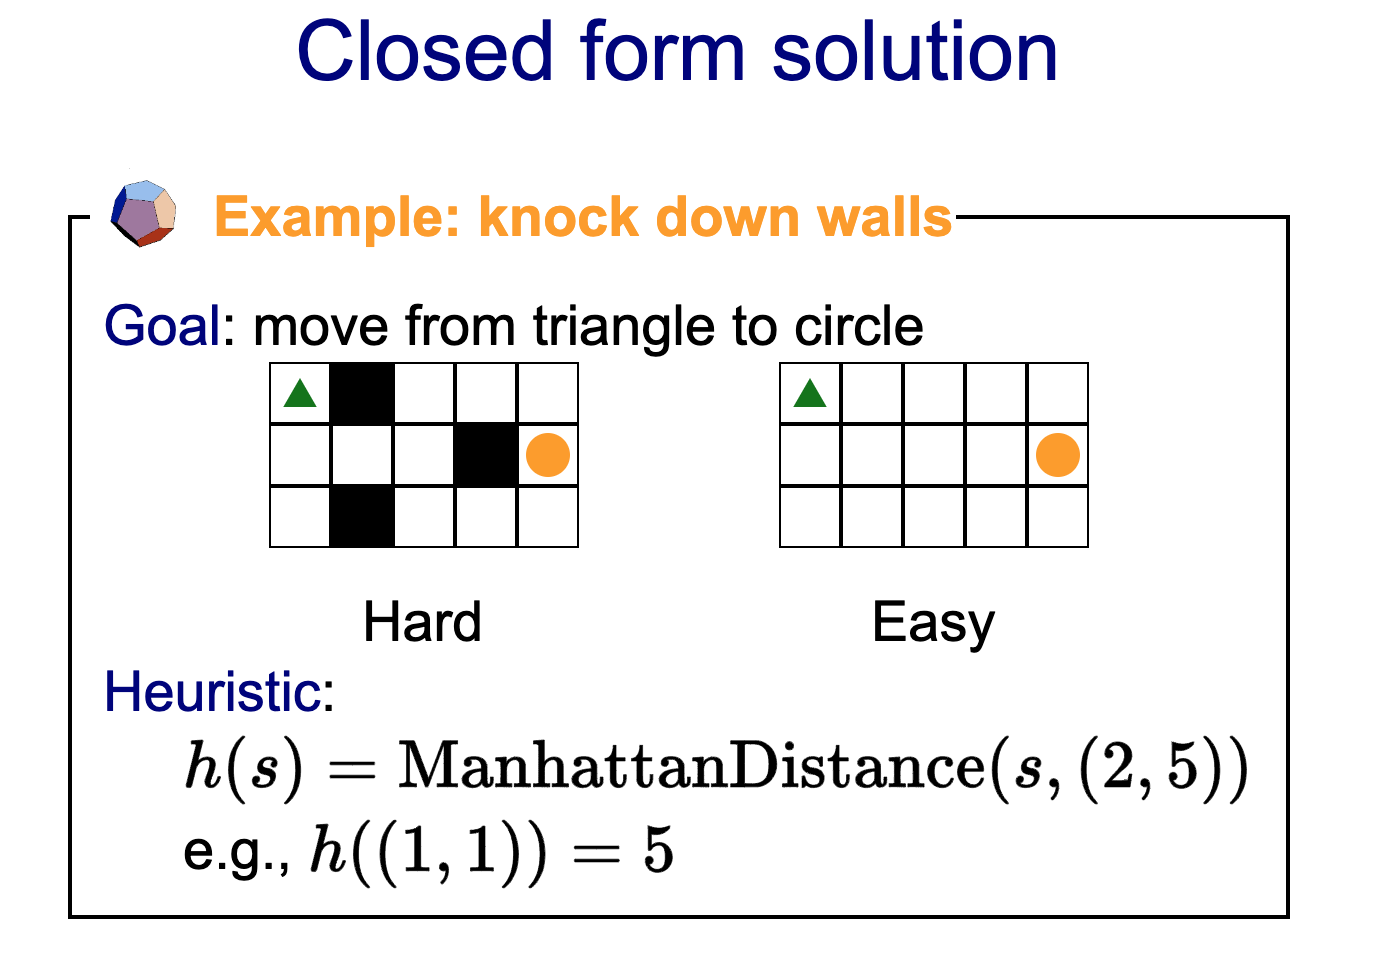 Closed form solution
Example: knock down walls
Goal: move from triangle to circle
Hard
Easy
Heuristic:
h(s) = ManhattanDistance(s, (2, 5))
e.g., h((1, 1)) = 5